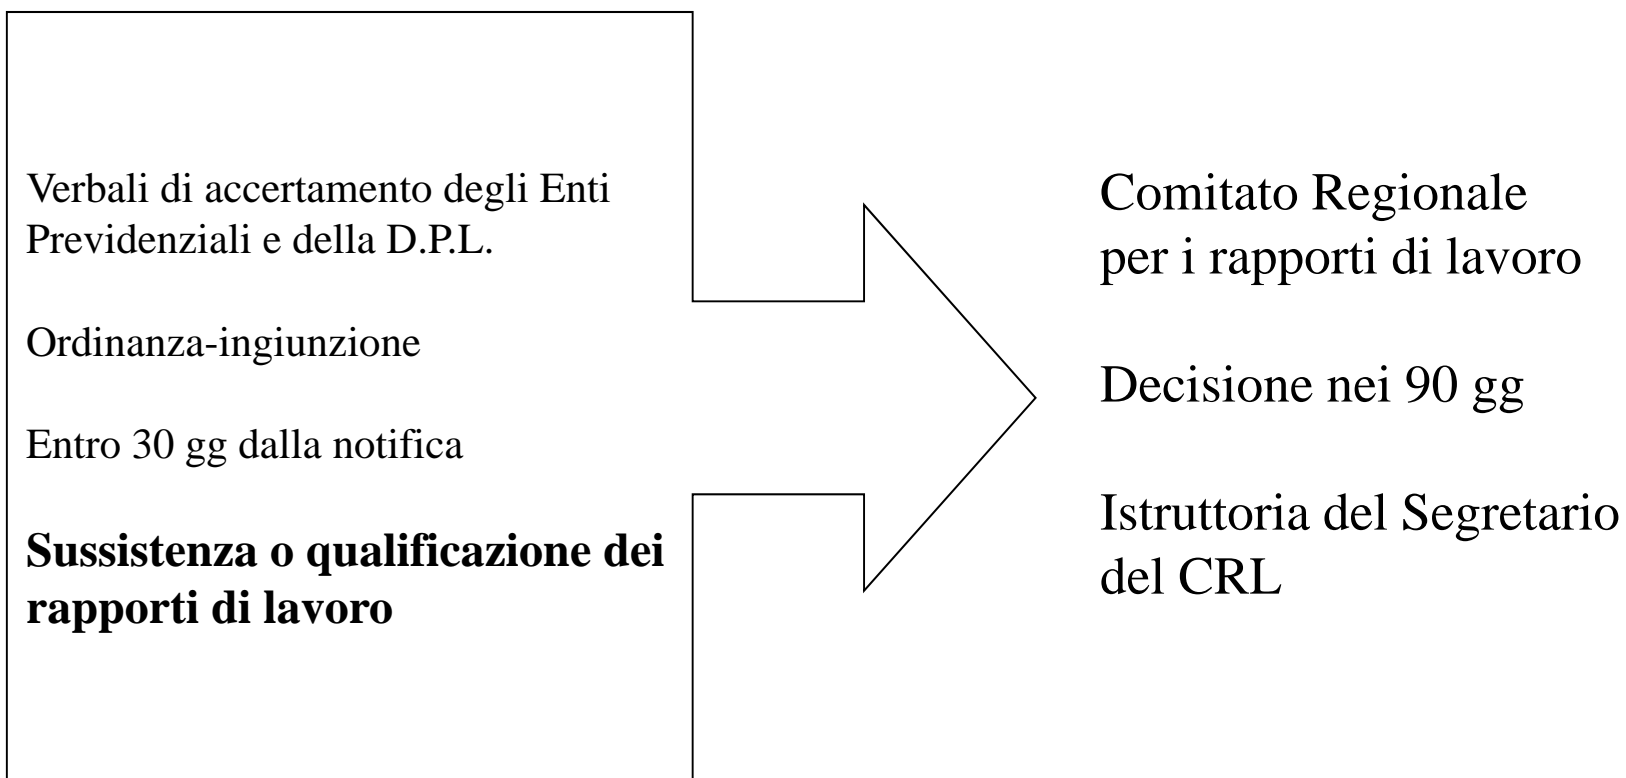 Verbali di accertamento degli Enti
Previdenziali e della D.P.L.
Ordinanza-ingiunzione
Entro 30 gg dalla notifica
Sussistenza o qualificazione dei
rapporti di lavoro
Comitato Regionale
per i rapporti di lavoro
Decisione nei 90 gg
Istruttoria del Segretario
del CRL